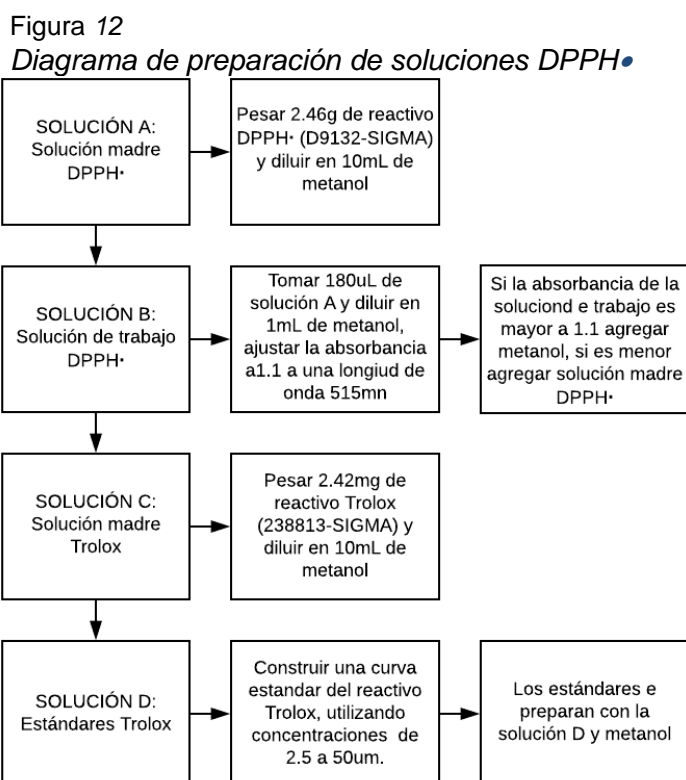 Figura 12
Diagrama de preparación de soluciones DPPH•
SOLUCIÓN A:
Solución madre
DPPH·
Pesar 2.46g de reactivo
DPPH· (D9132-SIGMA)
y diluir en 10mL de
metanol
SOLUCIÓN B:
Solución de trabajo
DPPH·
Tomar 180uL de
solución A y diluir en
1mL de metanol,
ajustar la absorbancia
a1.1 a una longiud de
onda 515mn
Si la absorbancia de la
soluciond e trabajo es
mayor a 1.1 agregar
metanol, si es menor
agregar solución madre
DPPH·
SOLUCIÓN C:
Solución madre
Trolox
Pesar 2.42mg de
reactivo Trolox
(238813-SIGMA) y
diluir en 10mL de
metanol
SOLUCIÓN D:
Estándares Trolox
Construir una curva
estandar del reactivo
Trolox, utilizando
concentraciones de
2.5 a 50um.
Los estándares e
preparan con la
solución D y metanol